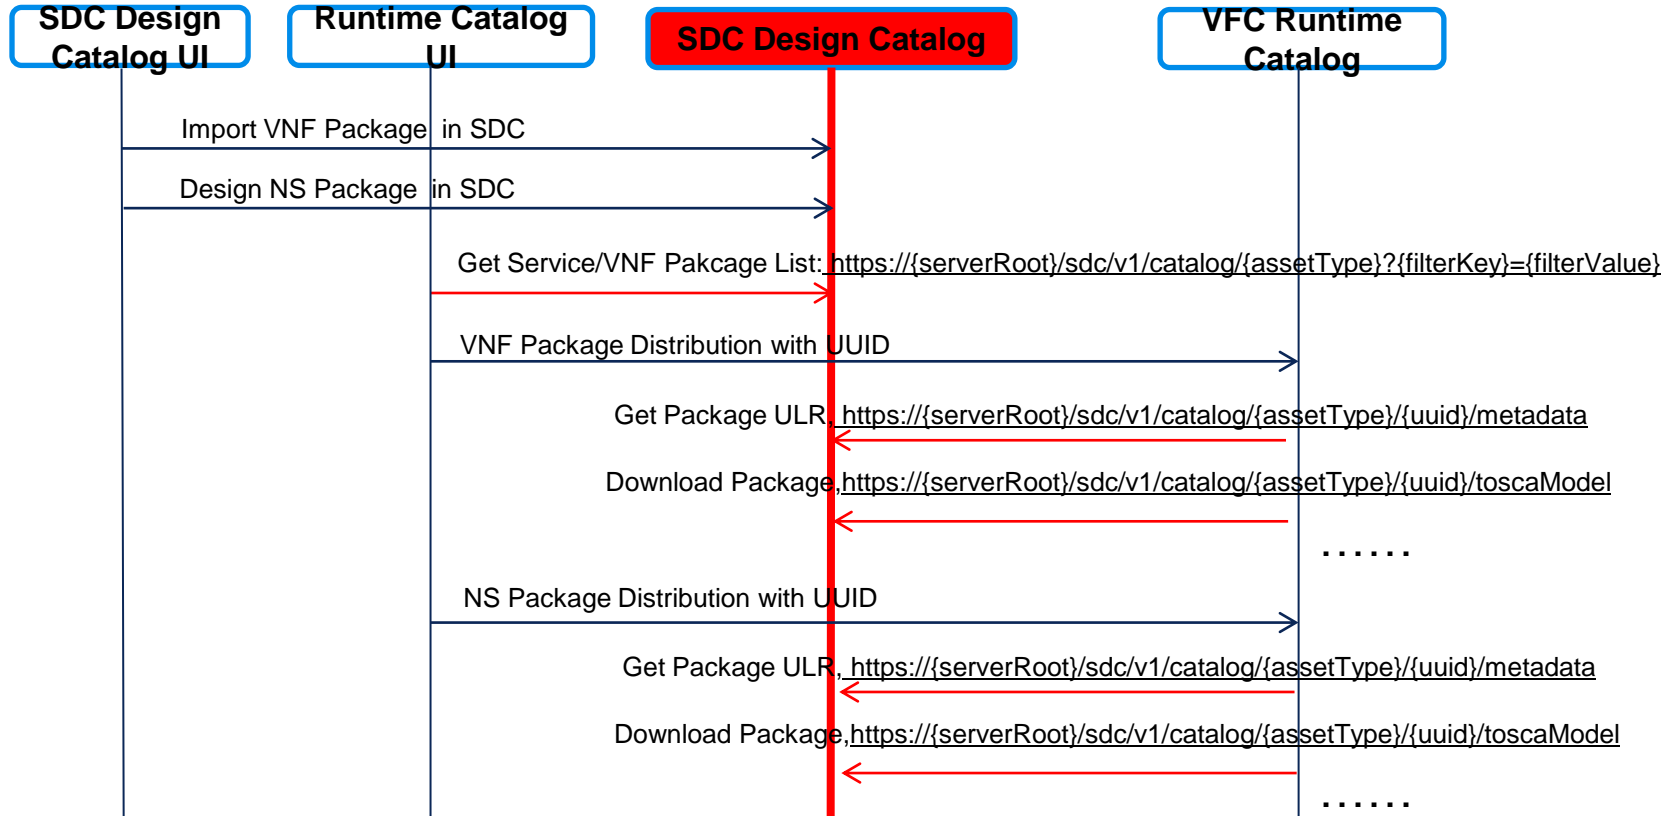 SDC Design
Catalog UI
Runtime Catalog
UI
SDC Design Catalog
VFC Runtime
Catalog
Import VNF Package in SDC
Design NS Package in SDC
Get Service/VNF Pakcage List: https://{serverRoot}/sdc/v1/catalog/{assetType}?{filterKey}={filterValue}
VNF Package Distribution with UUID
Get Package ULR, https://{serverRoot}/sdc/v1/catalog/{assetType}/{uuid}/metadata
Download Package,https://{serverRoot}/sdc/v1/catalog/{assetType}/{uuid}/toscaModel
......
NS Package Distribution with UUID
Get Package ULR, https://{serverRoot}/sdc/v1/catalog/{assetType}/{uuid}/metadata
Download Package,https://{serverRoot}/sdc/v1/catalog/{assetType}/{uuid}/toscaModel
......